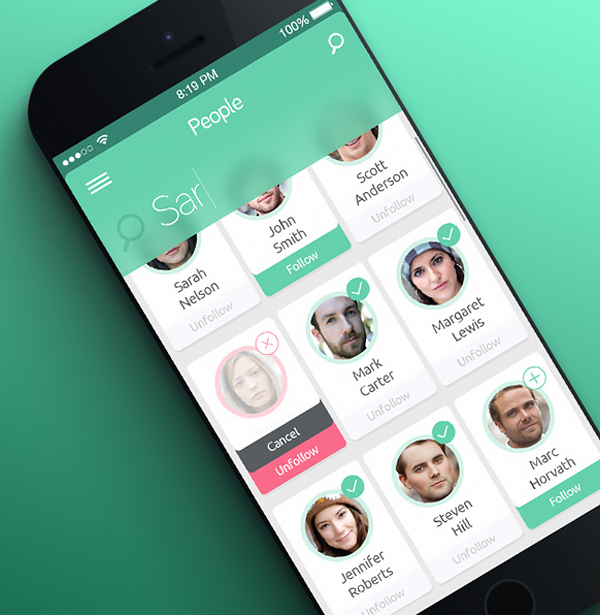 100%
8:19 PM
People
Sar
Sarah
Nelson
Unfollow
John
Smith
Follow
Scott
Anderson
Unfollow
Cancel
Unfollow
Mark
Carter
Unfollow
Margaret
Lewis
Unfollow
Jennifer
Roberts
Unfollow
Steven
Hill
Unfollow
Marc
Horvath
Follow